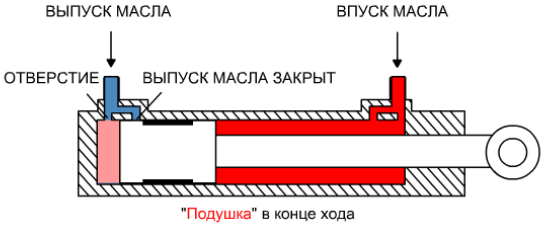 ВЫПУСК МАСЛА
ВПУСК МАСЛА
ОТВЕРСТИЕ
ВЫПУСК МАСЛА ЗАКРЫТ
"Подушка" в конце хода